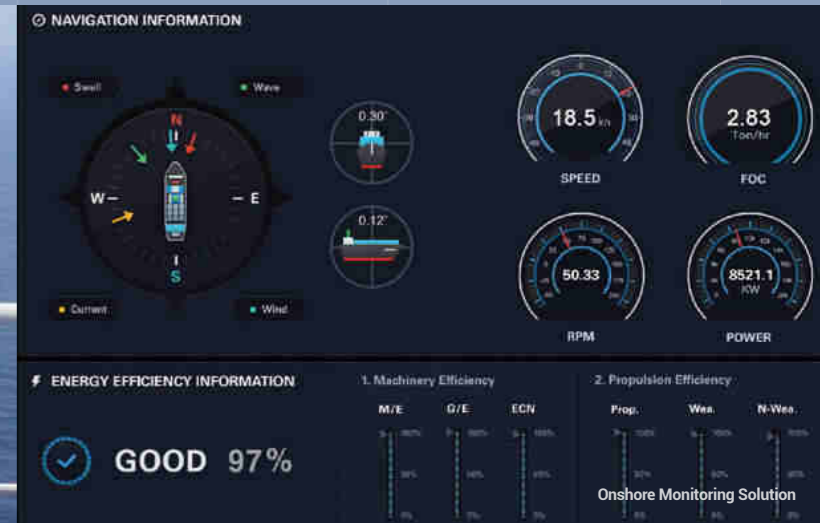 NAVIGATION INFORMATION
Swell
Wave
N
W
E
S
Current
Wind
0.30°
0.12°
18.5 kn
SPEED
2.83
Ton/hr
FOC
50.33
RPM
8521.1
KW
POWER
ENERGY EFFICIENCY INFORMATION
GOOD 97%
1. Machinery Efficiency
M/E G/E ECN
2. Propulsion Efficiency
Prop. Wea. N-Wea.
Onshore Monitoring Solution